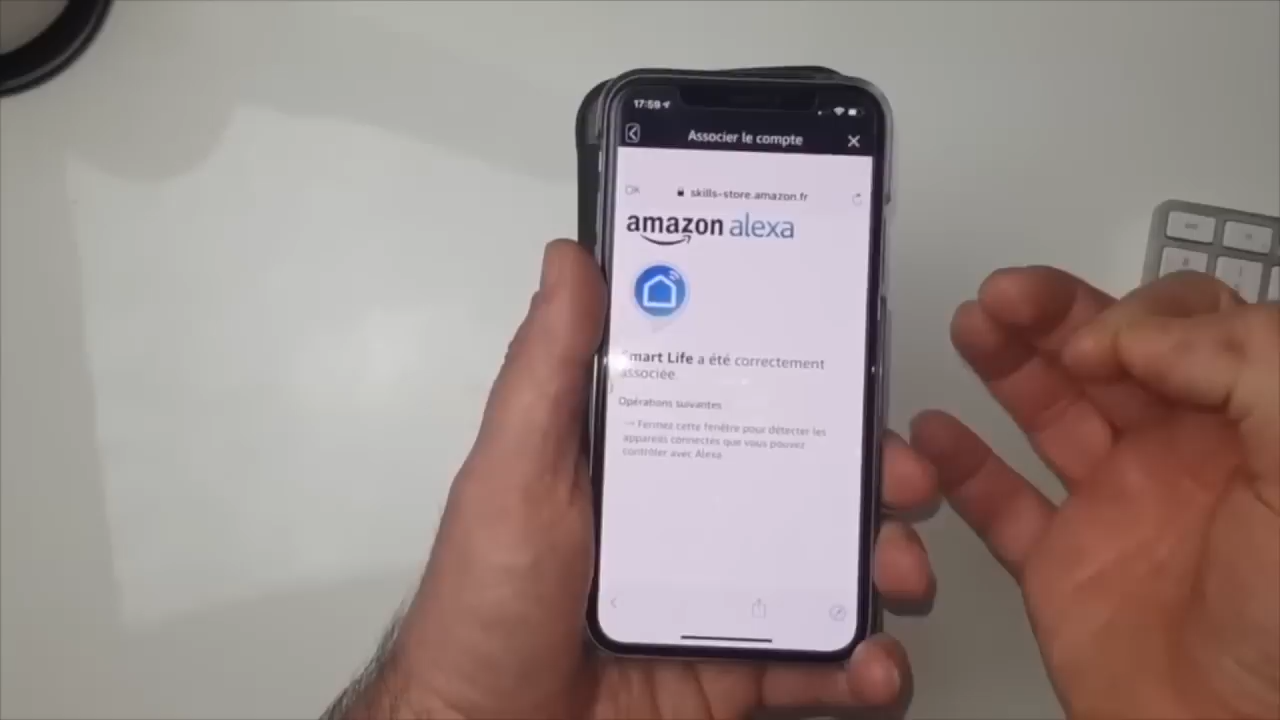 17:59
Associer le compte
OK
skills-store.amazon.fr
amazon alexa
Smart Life a été correctement
associée.
Opérations suivantes
→ Fermez cette fenêtre pour détecter les
appareils connectés que vous pouvez
contrôler avec Alexa